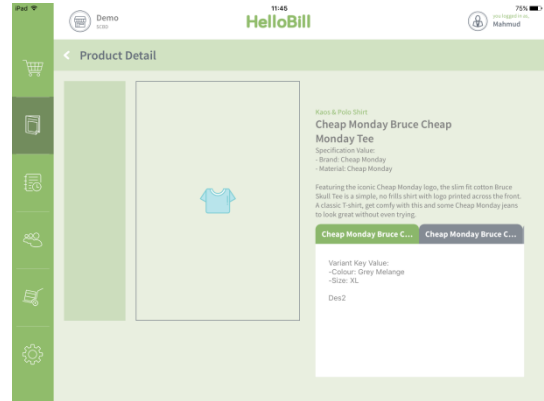 iPad
11:45
75%
Demo
HelloBill
you logged in as,
Mahmud
Product Detail
Kaos & Polo Shirt
Cheap Monday Bruce Cheap
Monday Tee
Specification Value:
- Brand: Cheap Monday
- Material: Cheap Monday
Featuring the iconic Cheap Monday logo, the slim fit cotton Bruce
Skull Tee is a simple, no frills shirt with logo printed across the front.
A classic T-shirt, get comfy with this and some Cheap Monday jeans
to look great without even trying.
Cheap Monday Bruce C...
Cheap Monday Bruce C...
Variant Key Value:
-Colour: Grey Melange
-Size: XL
Des2